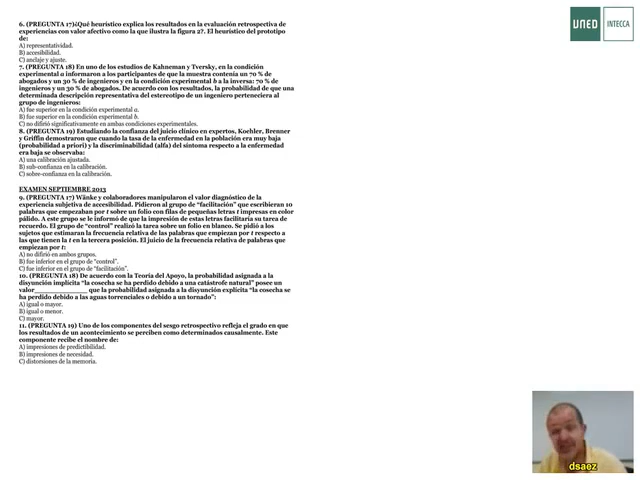 6. (PREGUNTA 17)¿Qué heurístico explica los resultados en la evaluación retrospectiva de
experiencias con valor afectivo como la que ilustra la figura 2?. El heurístico del prototipo
de:
A) representatividad.
B) accesibilidad.
C) anclaje y ajuste.
7. (PREGUNTA 18) En uno de los estudios de Kahneman y Tversky, en la condición
experimental a informaron a los participantes de que la muestra contenía un 70 % de
abogados y un 30 % de ingenieros y en la condición experimental b a la inversa: 70 % de
ingenieros y un 30 % de abogados. De acuerdo con los resultados, la probabilidad de que una
determinada descripción representativa del estereotipo de un ingeniero perteneciera al
grupo de ingenieros:
A) fue superior en la condición experimental a.
B) fue superior en la condición experimental b.
C) no difirió significativamente en ambas condiciones experimentales.
8. (PREGUNTA 19) Estudiando la confianza del juicio clínico en expertos, Koehler, Brenner
y Griffin demostraron que cuando la tasa de la enfermedad en la población era muy baja
(probabilidad a priori) y la discriminabilidad (alfa) del síntoma respecto a la enfermedad
era baja se observaba:
A) una calibración ajustada.
B) sub-confianza en la calibración.
C) sobre-confianza en la calibración.
EXAMEN SEPTIEMBRE 2013
9. (PREGUNTA 17) Wänke y colaboradores manipularon el valor diagnóstico de la
experiencia subjetiva de accesibilidad. Pidieron al grupo de "facilitación" que escribieran 10
palabras que empezaban por t sobre un folio con filas de pequeñas letras t impresas en color
pálido. A este grupo se le informó de que la impresión de estas letras facilitaría su tarea de
recuerdo. El grupo de "control" realizó la tarea sobre un folio en blanco. Se pidió a los
sujetos que estimaran la frecuencia relativa de las palabras que empiezan por t respecto a
las que tienen la t en la tercera posición. El juicio de la frecuencia relativa de palabras que
empiezan por t:
A) no difirió en ambos grupos.
B) fue inferior en el grupo de "control".
C) fue inferior en el grupo de "facilitación".
10. (PREGUNTA 18) De acuerdo con la Teoría del Apoyo, la probabilidad asignada a la
disyunción implícita "la cosecha se ha perdido debido a una catástrofe natural" posee un
valor______________ que la probabilidad asignada a la disyunción explícita "la cosecha se
ha perdido debido a las aguas torrenciales o debido a un tornado":
A) igual o mayor.
B) igual o menor.
C) mayor.
11. (PREGUNTA 19) Uno de los componentes del sesgo retrospectivo refleja el grado en que
los resultados de un acontecimiento se perciben como determinados causalmente. Este
componente recibe el nombre de:
A) impresiones de predictibilidad.
B) impresiones de necesidad.
C) distorsiones de la memoria.
UNED
INTECCA
dsaez